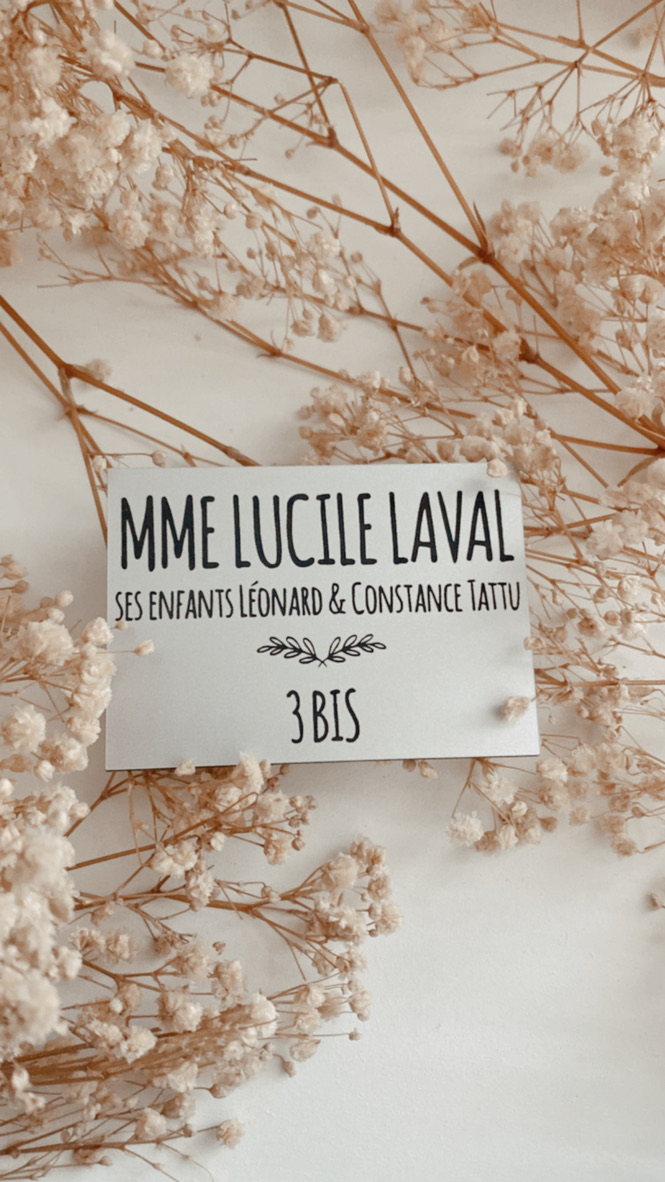 MME LUCILE LAVAL
SES ENFANTS LÉONARD & CONSTANCE TATTU
3 BIS